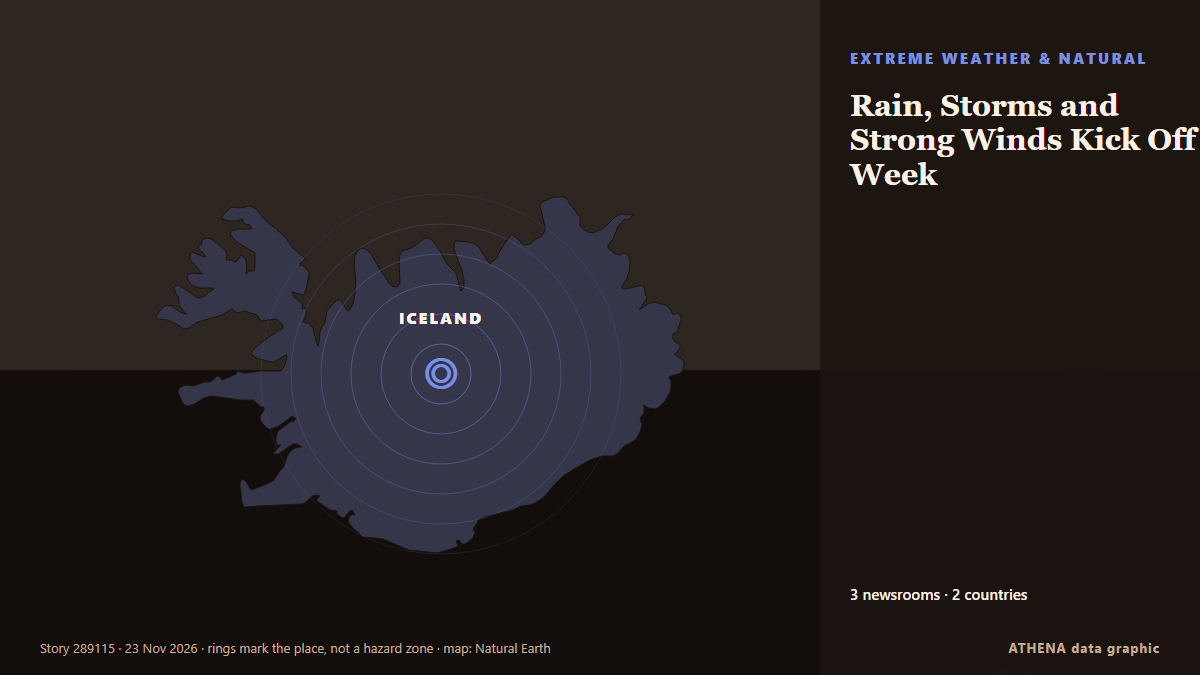 EXTREME WEATHER & NATURAL
Rain, Storms and
Strong Winds Kick Off
Week
ICELAND
3 newsrooms · 2 countries
Story 289115 · 23 Nov 2026 · rings mark the place, not a hazard zone · map: Natural Earth
ATHENA data graphic